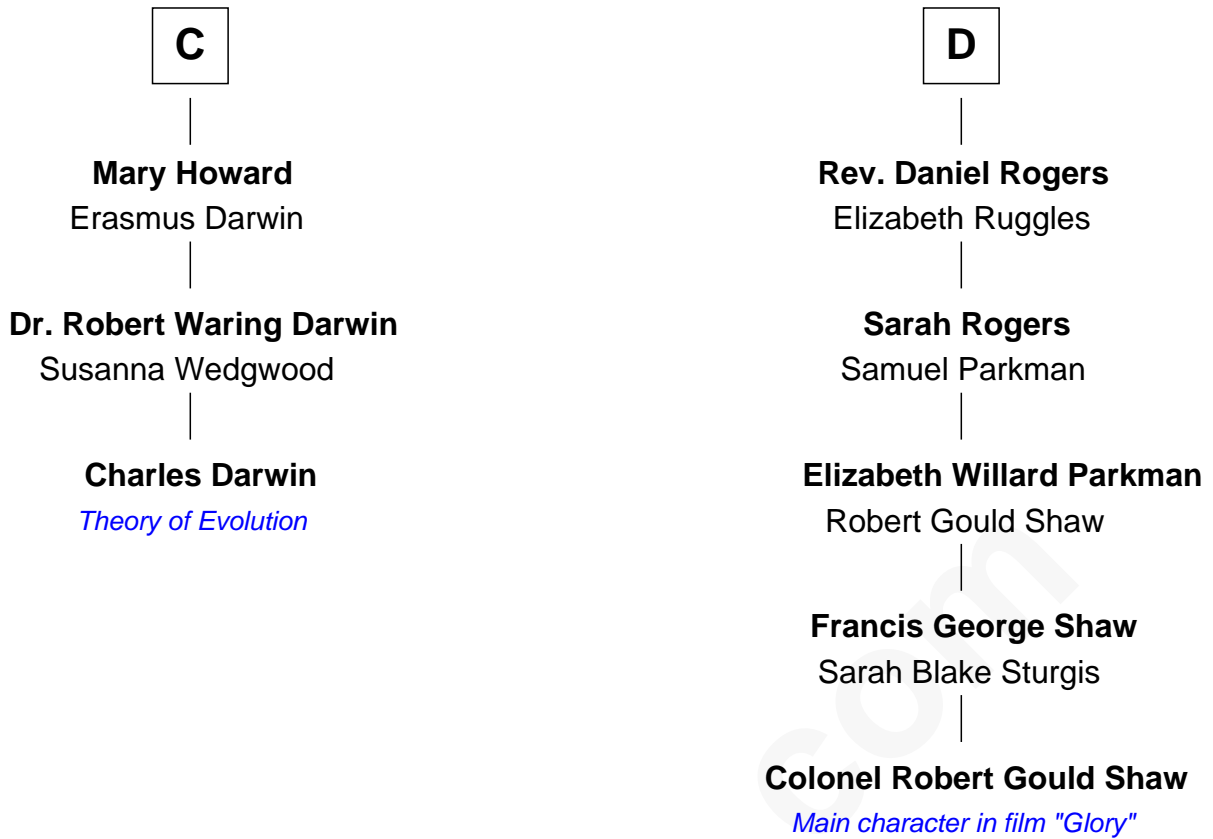 C
Mary Howard
Erasmus Darwin
Dr. Robert Waring Darwin
Susanna Wedgwood
Charles Darwin
Theory of Evolution
D
Rev. Daniel Rogers
Elizabeth Ruggles
Sarah Rogers
Samuel Parkman
Elizabeth Willard Parkman
Robert Gould Shaw
Francis George Shaw
Sarah Blake Sturgis
Colonel Robert Gould Shaw
Main character in film "Glory"
com